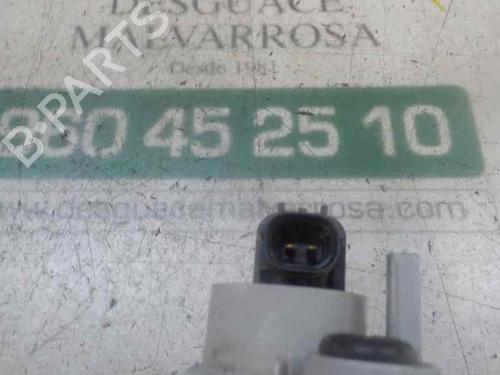 DESGUACE
MALVARROSA
Desde 1981
960 45 25 10
www.desguacemalvarrosa.com
B-PARTS